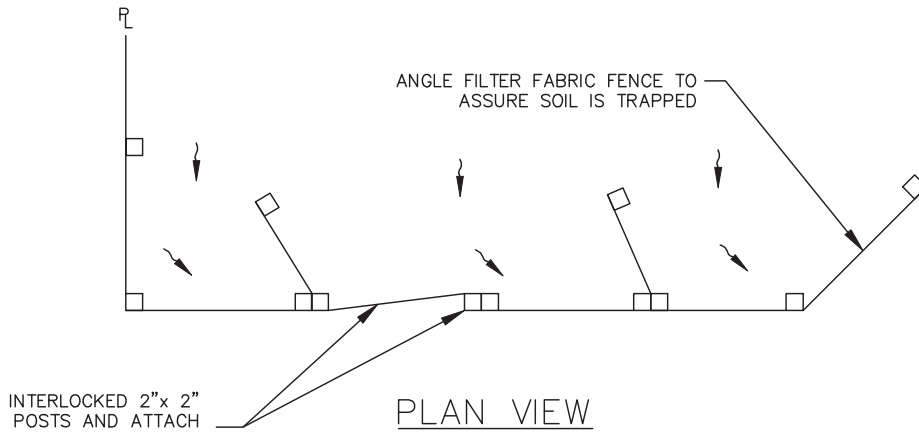 PL
ANGLE FILTER FABRIC FENCE TO
ASSURE SOIL IS TRAPPED
INTERLOCKED 2”x 2”
POSTS AND ATTACH
PLAN VIEW